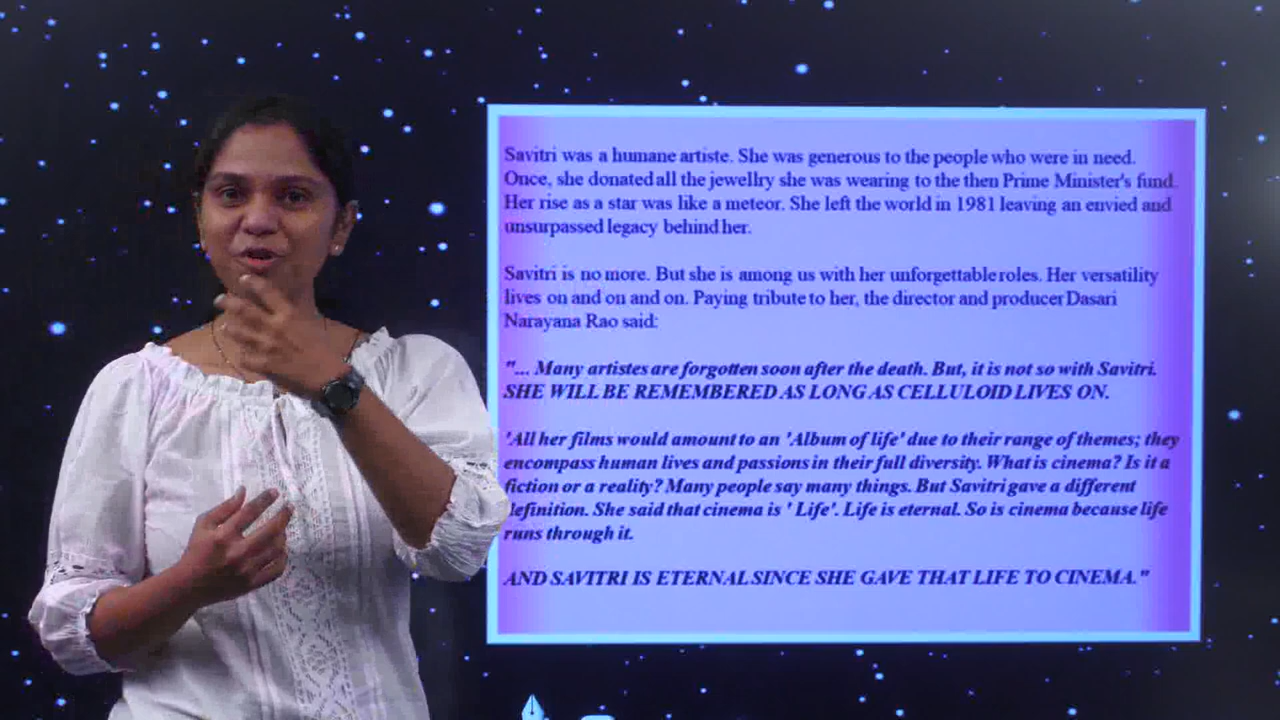 Savitri was a humane artiste. She was generous to the people who were in need.
Once, she donated all the jewellry she was wearing to the then Prime Minister's fund.
Her rise as a star was like a meteor. She left the world in 1981 leaving an envied and
unsurpassed legacy behind her.
Savitri is no more. But she is among us with her unforgettable roles. Her versatility
lives on and on and on. Paying tribute to her, the director and producer Dasari
Narayana Rao said:
"... Many artistes are forgotten soon after the death. But, it is not so with Savitri.
SHE WILL BE REMEMBERED AS LONG AS CELLULOID LIVES ON.
'All her films would amount to an 'Album of life' due to their range of themes; they
encompass human lives and passions in their full diversity. What is cinema? Is it a
fiction or a reality? Many people say many things. But Savitri gave a different
definition. She said that cinema is ' Life'. Life is eternal. So is cinema because life
runs through it.
AND SAVITRI IS ETERNAL SINCE SHE GAVE THAT LIFE TO CINEMA."